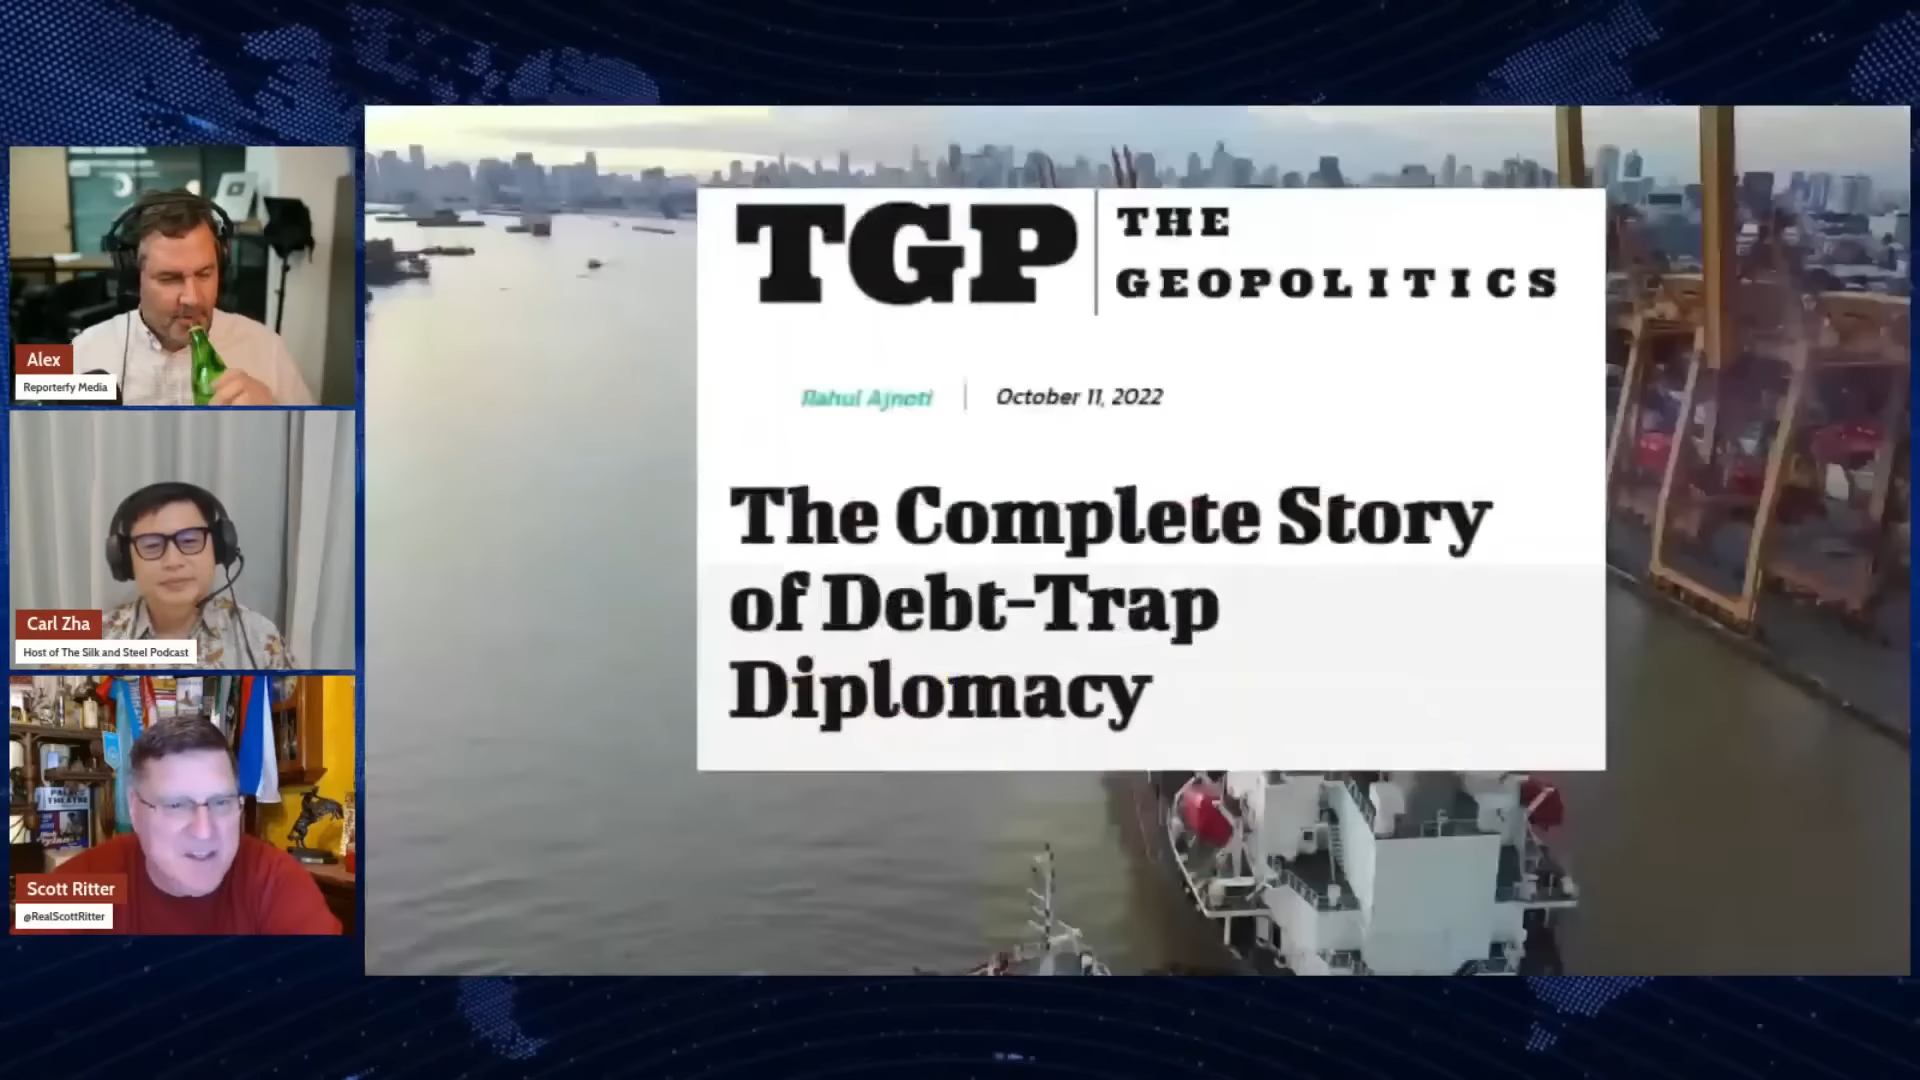 Alex
Reporterfy Media
Carl Zha
Host of The Silk and Steel Podcast
Scott Ritter
@RealScottRitter
TGP
THE
GEOPOLITICS
Rahul Ajnoti
October 11, 2022
The Complete Story
of Debt-Trap
Diplomacy